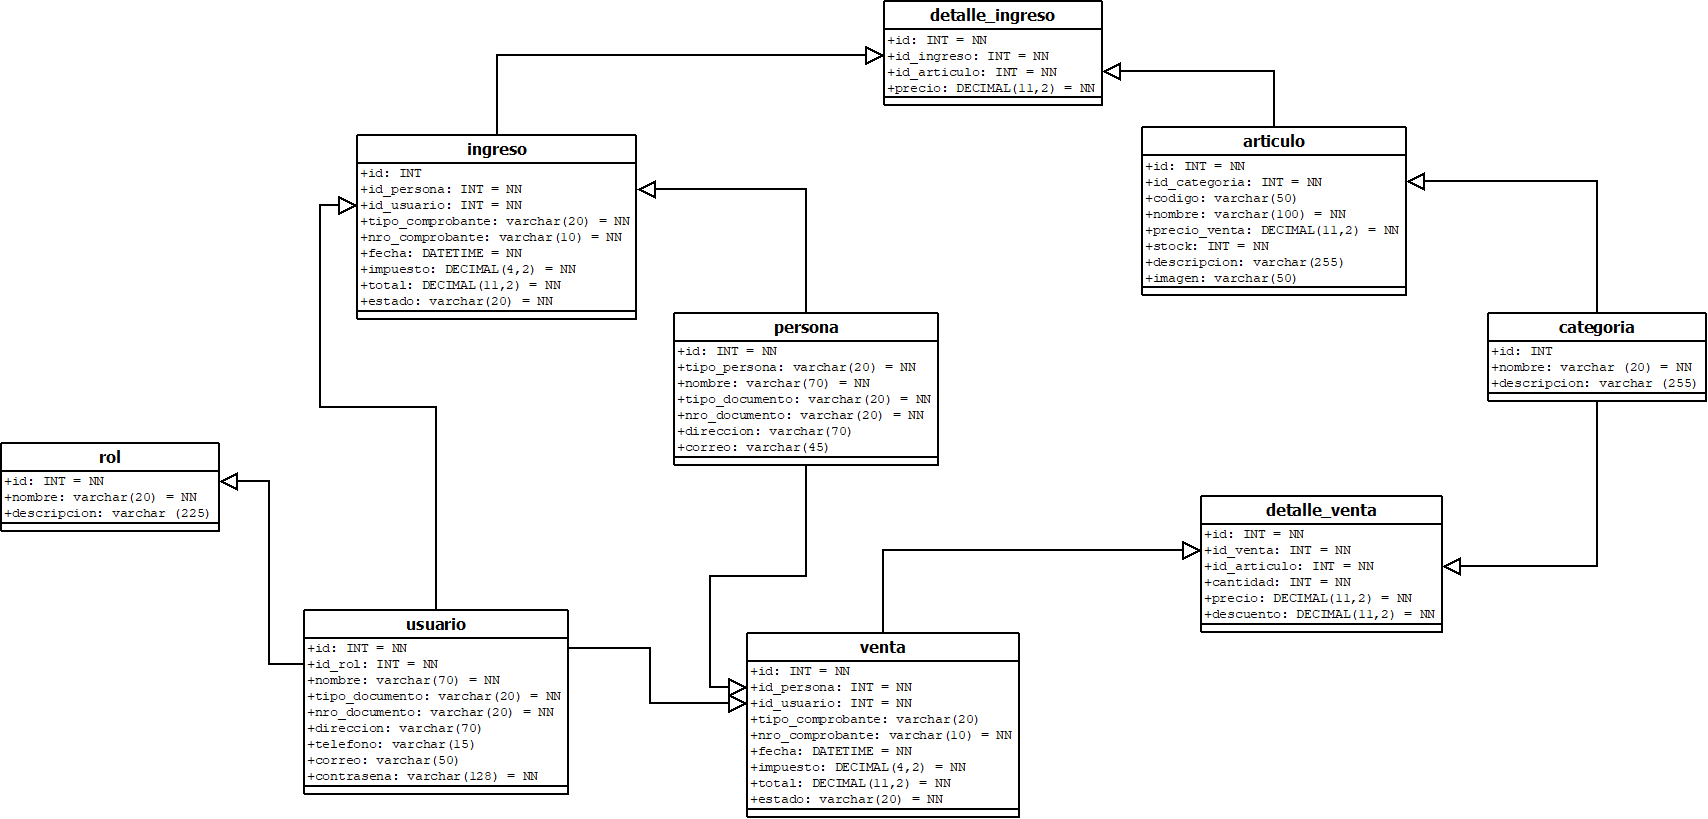 detalle_ingreso
+id: INT = NN
+id_ingreso: INT = NN
+id_articulo: INT = NN
+precio: DECIMAL(11,2) = NN
ingreso
+id: INT
+id_persona: INT = NN
+id_usuario: INT = NN
+tipo_comprobante: varchar(20) = NN
+nro_comprobante: varchar(10) = NN
+fecha: DATETIME = NN
+impuesto: DECIMAL(4,2) = NN
+total: DECIMAL(11,2) = NN
+estado: varchar(20) = NN
articulo
+id: INT = NN
+id_categoria: INT = NN
+codigo: varchar(50)
+nombre: varchar(100) = NN
+precio_venta: DECIMAL(11,2) = NN
+stock: INT = NN
+descripcion: varchar(255)
+imagen: varchar(50)
persona
+id: INT = NN
+tipo_persona: varchar(20) = NN
+nombre: varchar(70) = NN
+tipo_documento: varchar(20) = NN
+nro_documento: varchar(20) = NN
+direccion: varchar(70)
+correo: varchar(45)
categoria
+id: INT
+nombre: varchar (20) = NN
+descripcion: varchar (255)
rol
+id: INT = NN
+nombre: varchar(20) = NN
+descripcion: varchar (225)
detalle_venta
+id: INT = NN
+id_venta: INT = NN
+id_articulo: INT = NN
+cantidad: INT = NN
+precio: DECIMAL(11,2) = NN
+descuento: DECIMAL(11,2) = NN
usuario
+id: INT = NN
+id_rol: INT = NN
+nombre: varchar(70) = NN
+tipo_documento: varchar(20) = NN
+nro_documento: varchar(20) = NN
+direccion: varchar(70)
+telefono: varchar(15)
+correo: varchar(50)
+contrasena: varchar(128) = NN
venta
+id: INT = NN
+id_persona: INT = NN
+id_usuario: INT = NN
+tipo_comprobante: varchar(20)
+nro_comprobante: varchar(10) = NN
+fecha: DATETIME = NN
+impuesto: DECIMAL(4,2) = NN
+total: DECIMAL(11,2) = NN
+estado: varchar(20) = NN